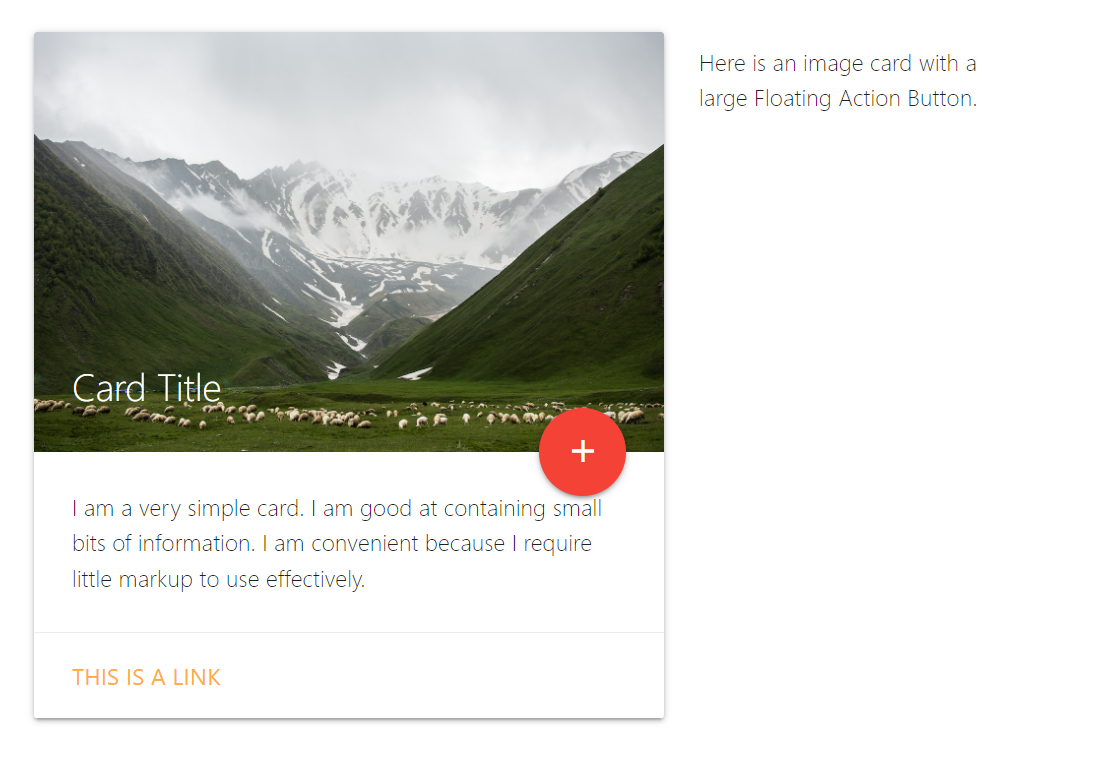 Card Title
+
I am a very simple card. I am good at containing small
bits of information. I am convenient because I require
little markup to use effectively.
THIS IS A LINK
Here is an image card with a
large Floating Action Button.